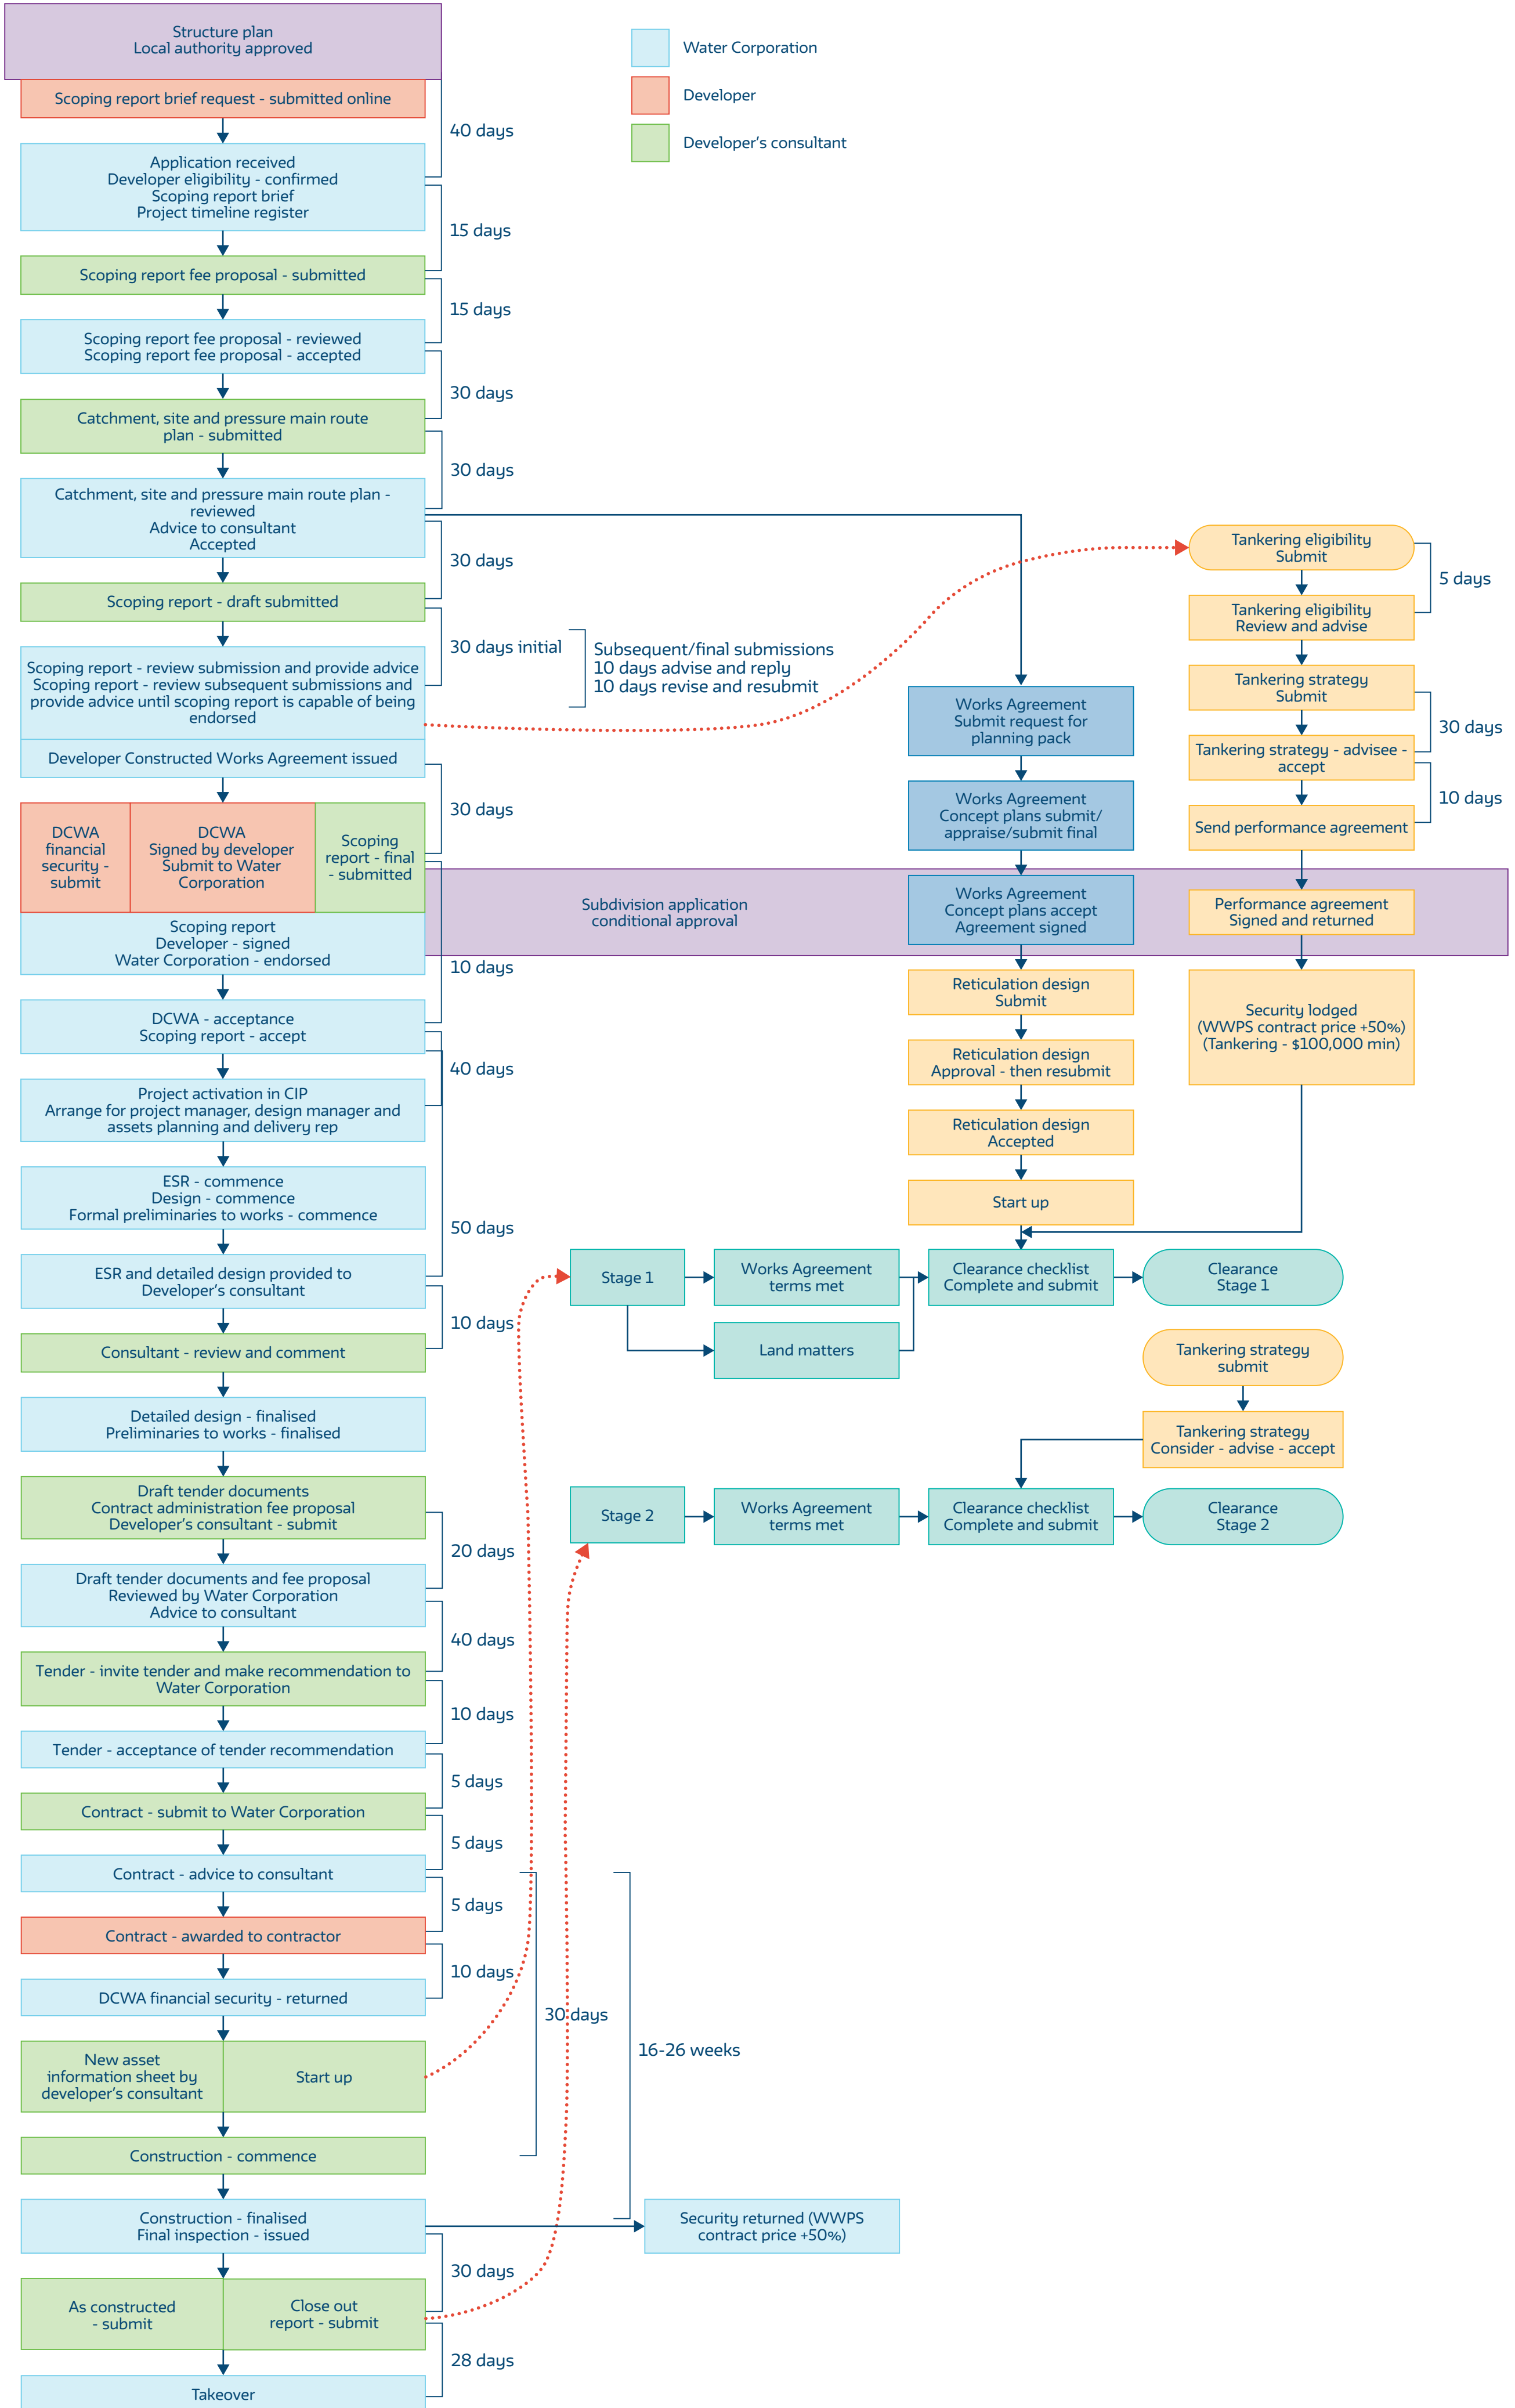 Structure plan
Local authority approved
Water Corporation
Developer
Developer's consultant
Scoping report brief request - submitted online
40 days
Application received
Developer eligibility - confirmed
Scoping report brief
Project timeline register
15 days
Scoping report fee proposal - submitted
15 days
Scoping report fee proposal - reviewed
Scoping report fee proposal - accepted
30 days
Catchment, site and pressure main route
plan - submitted
30 days
Catchment, site and pressure main route plan -
reviewed
Advice to consultant
Accepted
30 days
Scoping report - draft submitted
30 days initial
Subsequent/final submissions
10 days advise and reply
10 days revise and resubmit
Scoping report - review submission and provide advice
Scoping report - review subsequent submissions and
provide advice until scoping report is capable of being
endorsed
Developer Constructed Works Agreement issued
30 days
DCWA
financial
security -
submit
DCWA
Signed by developer
Submit to Water
Corporation
Scoping
report - final
- submitted
Scoping report
Developer - signed
Water Corporation - endorsed
10 days
DCWA - acceptance
Scoping report - accept
40 days
Project activation in CIP
Arrange for project manager, design manager and
assets planning and delivery rep
ESR - commence
Design - commence
Formal preliminaries to works - commence
50 days
ESR and detailed design provided to
Developer's consultant
10 days
Consultant - review and comment
Detailed design - finalised
Preliminaries to works - finalised
Draft tender documents
Contract administration fee proposal
Developer's consultant - submit
20 days
Draft tender documents and fee proposal
Reviewed by Water Corporation
Advice to consultant
40 days
Tender - invite tender and make recommendation to
Water Corporation
10 days
Tender - acceptance of tender recommendation
5 days
Contract - submit to Water Corporation
5 days
Contract - advice to consultant
5 days
Contract - awarded to contractor
10 days
DCWA financial security - returned
30 days
16-26 weeks
New asset
information sheet by
developer's consultant
Start up
Construction - commence
Construction - finalised
Final inspection - issued
Security returned (WWPS
contract price +50%)
30 days
As constructed
- submit
Close out
report - submit
28 days
Takeover
Tankering eligibility
Submit
5 days
Tankering eligibility
Review and advise
Tankering strategy
Submit
30 days
Tankering strategy - advisee -
accept
10 days
Send performance agreement
Works Agreement
Submit request for
planning pack
Works Agreement
Concept plans submit/
appraise/submit final
Subdivision application
conditional approval
Works Agreement
Concept plans accept
Agreement signed
Performance agreement
Signed and returned
Reticulation design
Submit
Reticulation design
Approval - then resubmit
Reticulation design
Accepted
Start up
Security lodged
(WWPS contract price +50%)
(Tankering - $100,000 min)
Stage 1
Works Agreement
terms met
Land matters
Clearance checklist
Complete and submit
Clearance
Stage 1
Tankering strategy
submit
Tankering strategy
Consider - advise - accept
Stage 2
Works Agreement
terms met
Clearance checklist
Complete and submit
Clearance
Stage 2